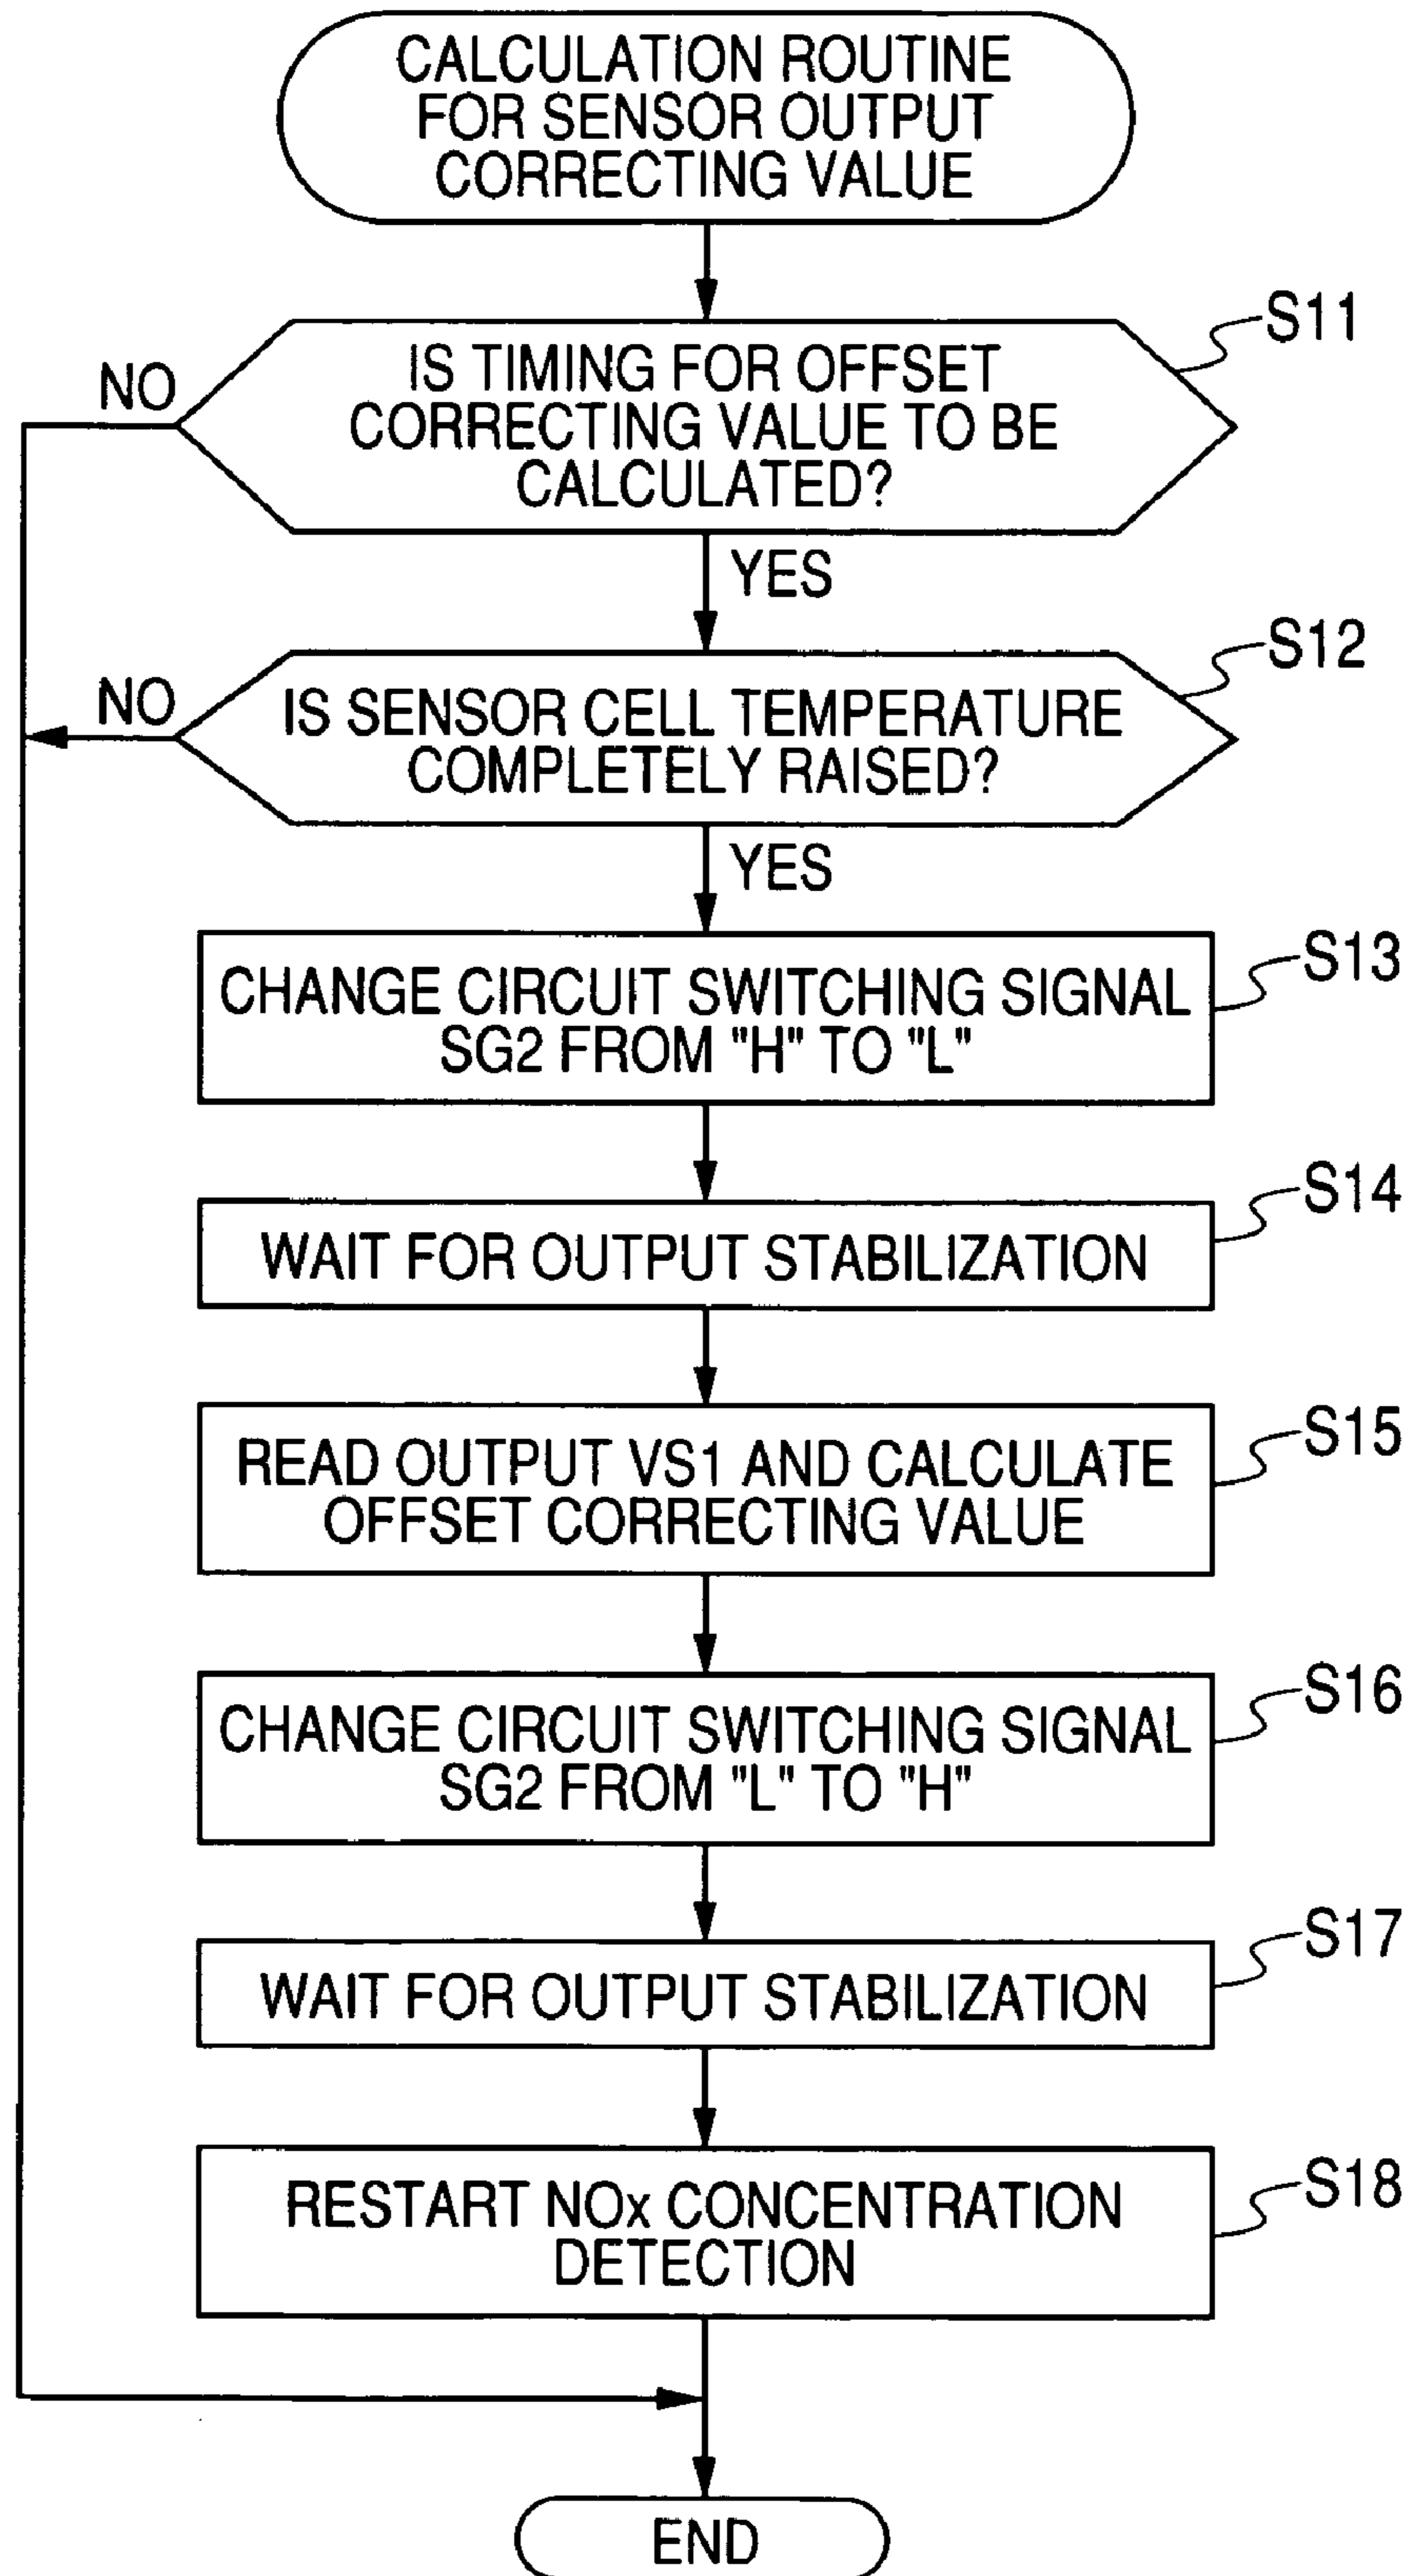 CALCULATION ROUTINE
FOR SENSOR OUTPUT
CORRECTING VALUE
S11
NO
IS TIMING FOR OFFSET
CORRECTING VALUE TO BE
CALCULATED?
YES
S12
NO
IS SENSOR CELL TEMPERATURE
COMPLETELY RAISED?
YES
S13
CHANGE CIRCUIT SWITCHING SIGNAL
SG2 FROM "H" TO "L"
S14
WAIT FOR OUTPUT STABILIZATION
S15
READ OUTPUT VS1 AND CALCULATE
OFFSET CORRECTING VALUE
S16
CHANGE CIRCUIT SWITCHING SIGNAL
SG2 FROM "L" TO "H"
S17
WAIT FOR OUTPUT STABILIZATION
S18
RESTART NOx CONCENTRATION
DETECTION
END